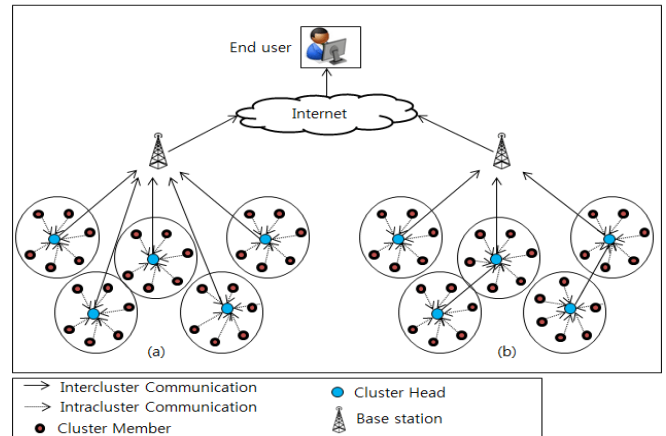 End user
Internet
(a)
(b)
Intercluster Communication
Intracluster Communication
Cluster Member
Cluster Head
Base station